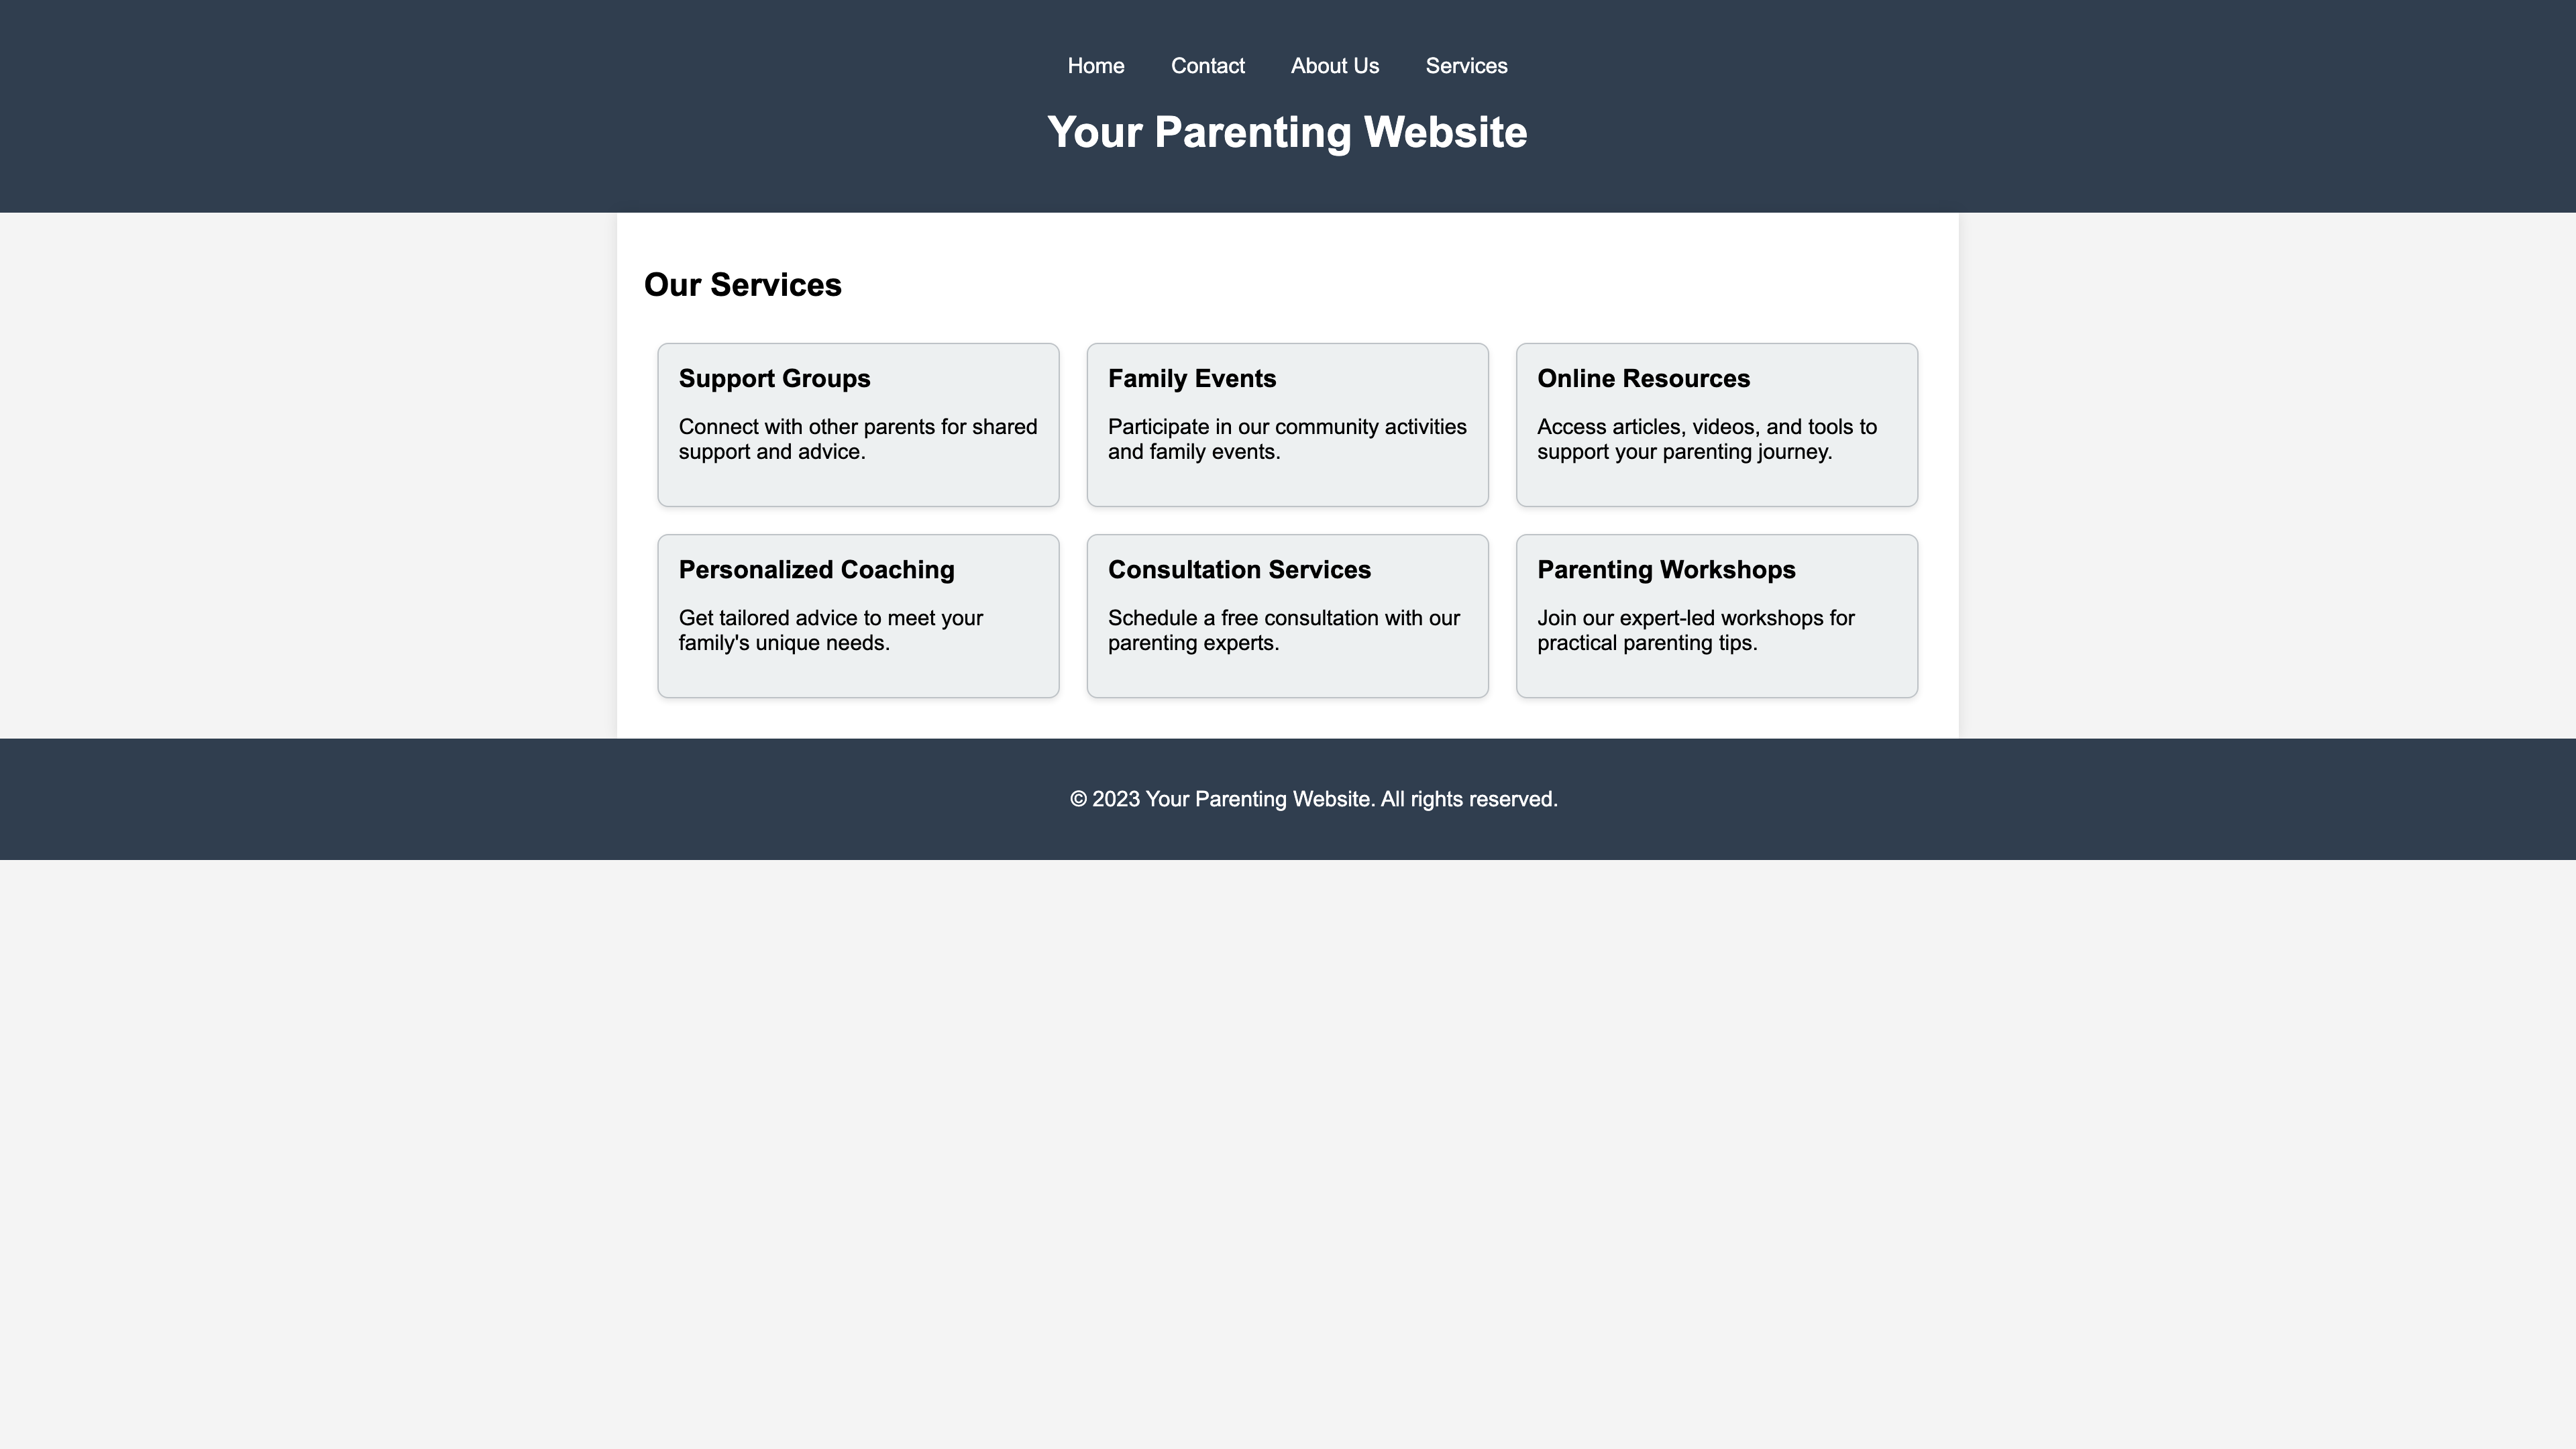 Home Contact About Us Services
Your Parenting Website
Our Services
Support Groups
Connect with other parents for shared
support and advice.
Family Events
Participate in our community activities
and family events.
Online Resources
Access articles, videos, and tools to
support your parenting journey.
Personalized Coaching
Get tailored advice to meet your
family's unique needs.
Consultation Services
Schedule a free consultation with our
parenting experts.
Parenting Workshops
Join our expert-led workshops for
practical parenting tips.
© 2023 Your Parenting Website. All rights reserved.